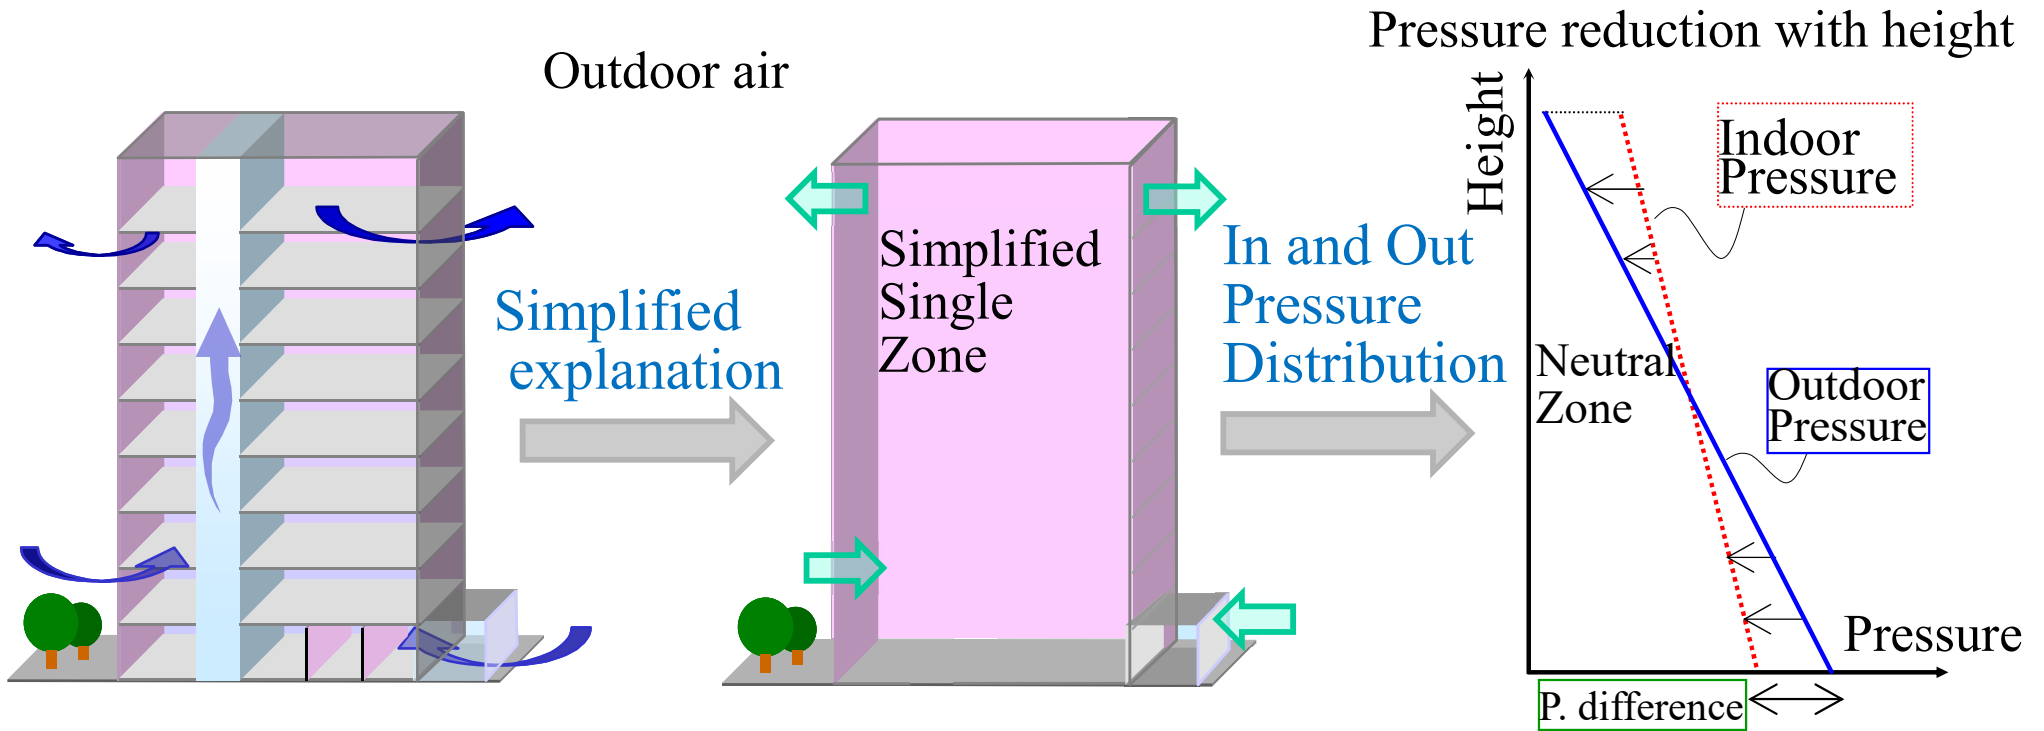 Outdoor air
Simplified
explanation
Simplified
Single
Zone
In and Out
Pressure
Distribution
Pressure reduction with height
Height
Indoor
Pressure
Neutral
Zone
Outdoor
Pressure
Pressure
P. difference